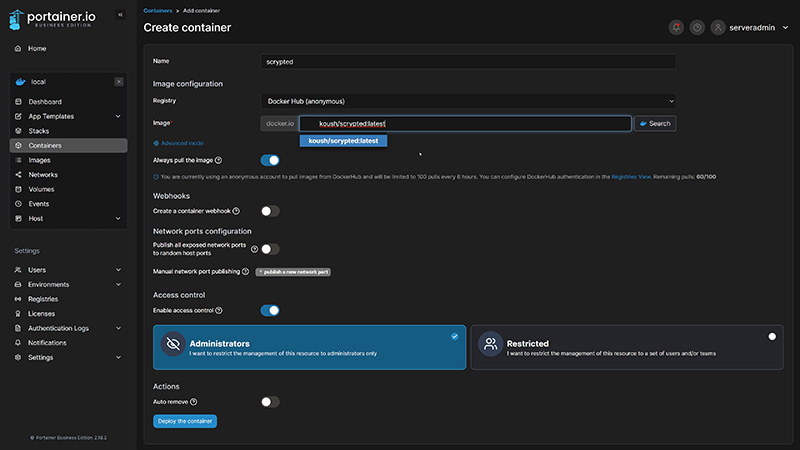 portainer.io
BUSINESS EDITION
Home
local
Dashboard
App Templates
Stacks
Containers
Images
Networks
Volumes
Events
Host
Settings
Users
Environments
Registries
Licenses
Authentication Logs
Notifications
Settings
© Portainer Business Edition 2.18.2
Containers > Add container
Create container
serveradmin
Name
scrypted
Image configuration
Registry
Docker Hub (anonymous)
Image*
docker.io
koush/scrypted:latest
Search
koush/scrypted:latest
Advanced mode
Always pull the image
You are currently using an anonymous account to pull images from DockerHub and will be limited to 100 pulls every 6 hours. You can configure DockerHub authentication in the Registries View. Remaining pulls: 60/100
Webhooks
Create a container webhook
Network ports configuration
Publish all exposed network ports
to random host ports
Manual network port publishing
+ publish a new network port
Access control
Enable access control
Administrators
I want to restrict the management of this resource to administrators only
Restricted
I want to restrict the management of this resource to a set of users and/or teams
Actions
Auto remove
Deploy the container